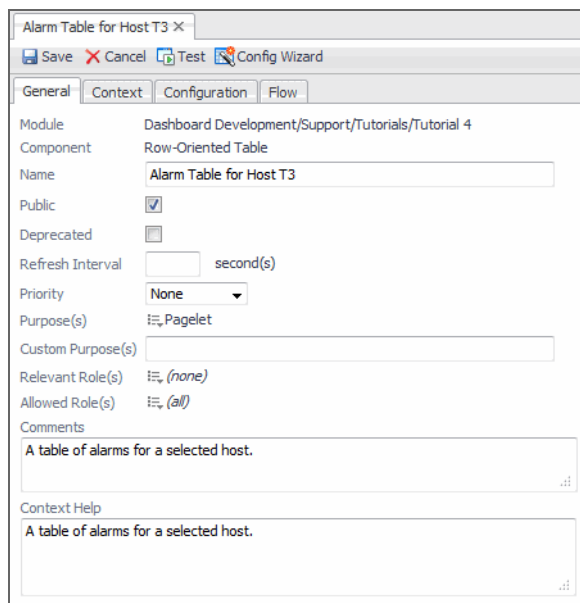 Alarm Table for Host T3
Save Cancel Test Config Wizard
General Context Configuration Flow
Module Dashboard Development/Support/Tutorials/Tutorial 4
Component Row-Oriented Table
Name Alarm Table for Host T3
Public
Deprecated
Refresh Interval second(s)
Priority None
Purpose(s) Pagelet
Custom Purpose(s)
Relevant Role(s) (none)
Allowed Role(s) (all)
Comments
A table of alarms for a selected host.
Context Help
A table of alarms for a selected host.